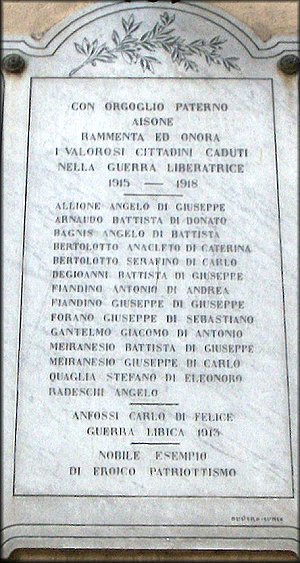 CON ORGOGLIO PATERNO
AISONE
RAMMENTA ED ONORA
I VALOROSI CITTADINI CADUTI
NELLA GUERRA LIBERATRICE
1915 — 1918
ALLIONE ANGELO DI GIUSEPPE
ARNAUDO BATTISTA DI DONATO
BAGNIS ANGELO DI BATTISTA
BERTOLOTTO ANACLETO DI CATERINA
BERTOLOTTO SERAFINO DI CARLO
DEGIOANNI BATTISTA DI GIUSEPPE
FIANDINO ANTONIO DI ANDREA
FIANDINO GIUSEPPE DI GIUSEPPE
FORANO GIUSEPPE DI SEBASTIANO
GANTELMO GIACOMO DI ANTONIO
MEIRANESIO BATTISTA DI GIUSEPPE
MEIRANESIO GIUSEPPE DI CARLO
QUAGLIA STEFANO DI ELEONORO
RADESCHI ANGELO
ANFOSSI CARLO DI FELICE
GUERRA LIBICA 1913
NOBILE ESEMPIO
DI EROICO PATRIOTTISMO